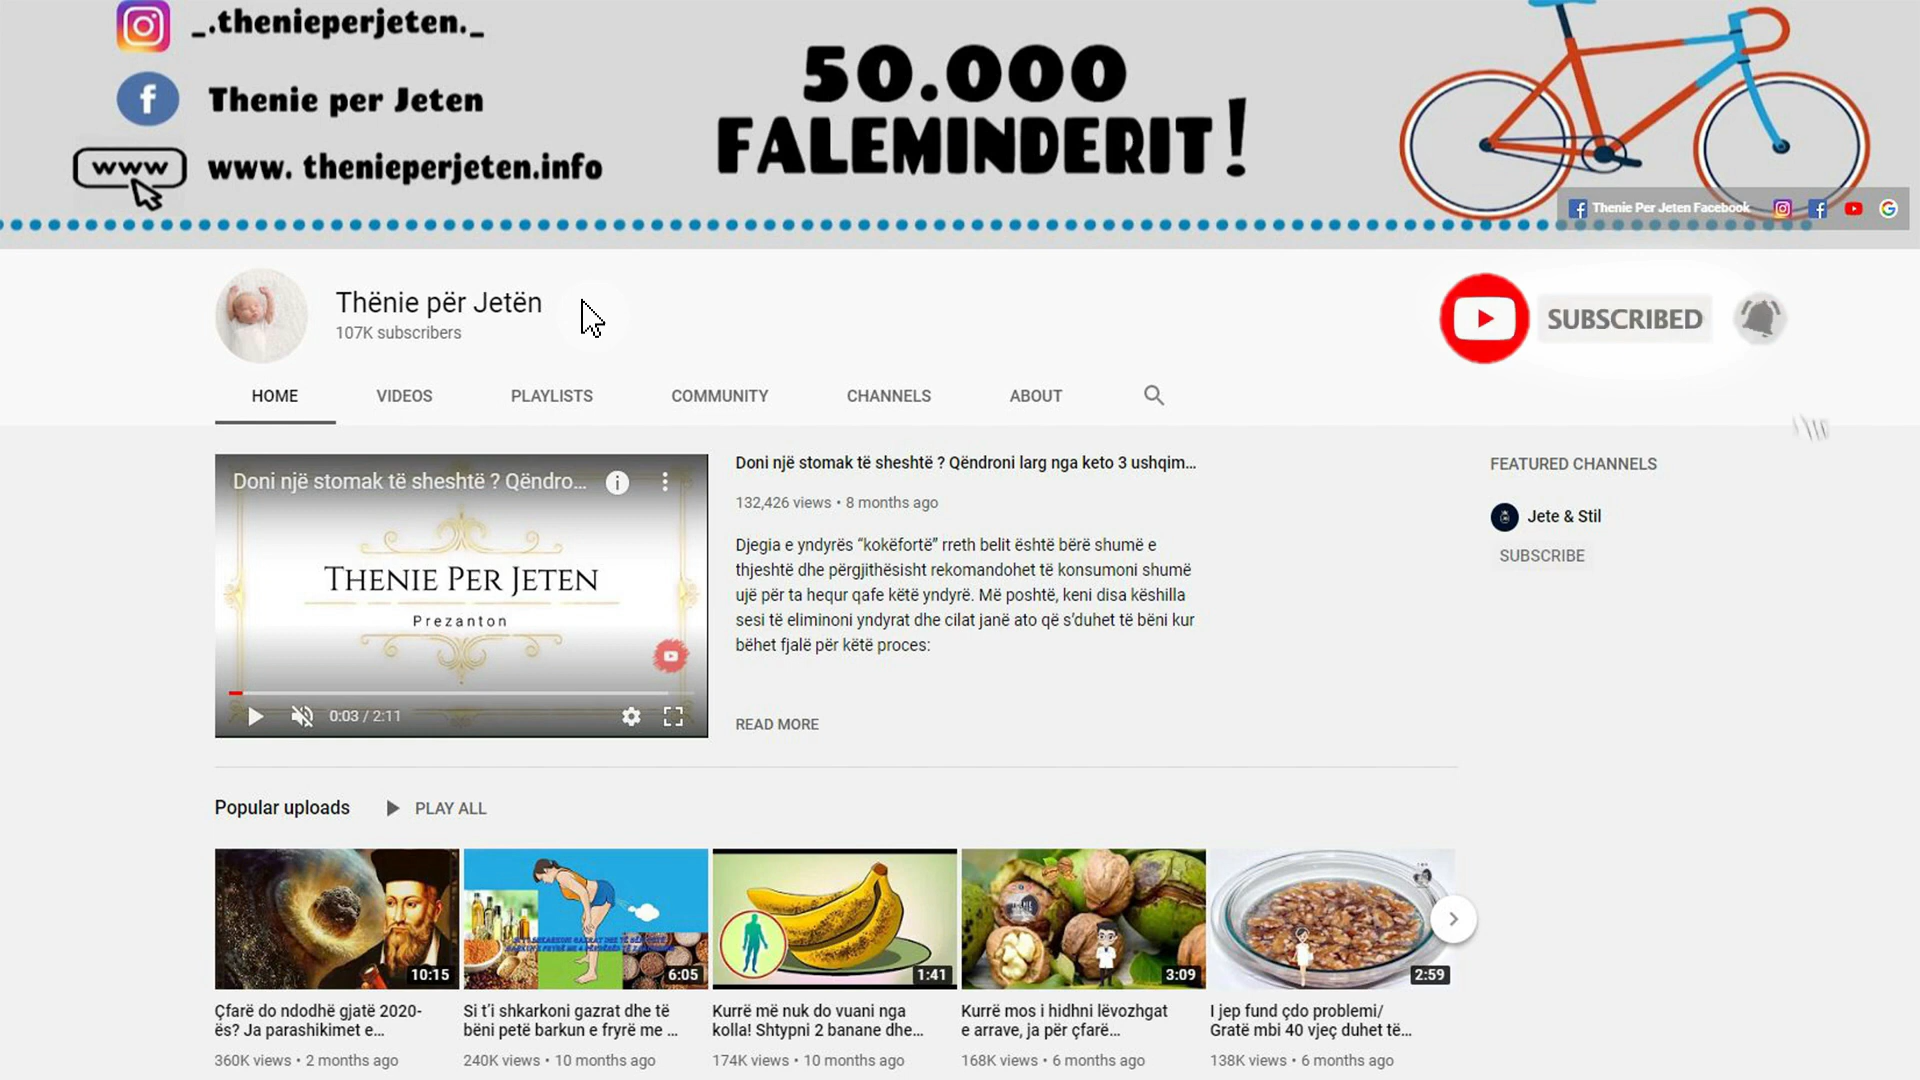 _.thenieperjeten._
Thenie per Jeten
www
www. thenieperjeten.info
50.000
FALEMINDERIT!
Thenie Per Jeten Facebook
Thënie për Jetën
107K subscribers
SUBSCRIBED
HOME
VIDEOS
PLAYLISTS
COMMUNITY
CHANNELS
ABOUT
Doni një stomak të sheshtë ? Qëndro...
THENIE PER JETEN
Prezanton
0:03 / 2:11
Doni një stomak të sheshtë ? Qëndroni larg nga keto 3 ushqim...
132,426 views • 8 months ago
Djegia e yndyrës “kokëfortë” rreth belit është bërë shumë e
thjeshtë dhe përgjithësisht rekomandohet të konsumoni shumë
ujë për ta hequr qafe këtë yndyrë. Më poshtë, keni disa këshilla
sesi të eliminoni yndyrat dhe cilat janë ato që s’duhet të bëni kur
bëhet fjalë për këtë proces:
READ MORE
FEATURED CHANNELS
Jete & Stil
SUBSCRIBE
Popular uploads
PLAY ALL
10:15
6:05
1:41
3:09
2:59
Çfarë do ndodhë gjatë 2020-
ës? Ja parashikimet e...
360K views • 2 months ago
Si t’i shkarkoni gazrat dhe të
bëni petë barkun e fryrë me ...
240K views • 10 months ago
Kurrë më nuk do vuani nga
kolla! Shtypni 2 banane dhe...
174K views • 10 months ago
Kurrë mos i hidhni lëvozhgat
e arrave, ja për çfarë...
168K views • 6 months ago
I jep fund çdo problemi/
Gratë mbi 40 vjeç duhet të...
138K views • 6 months ago